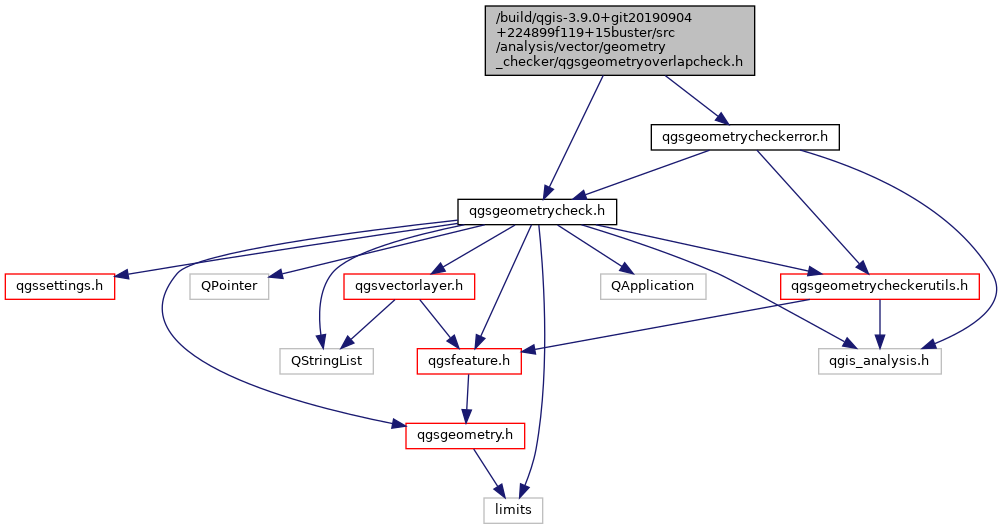 /build/qgis-3.9.0+git20190904
+224899f119+15buster/src
/analysis/vector/geometry
_checker/qgsgeometryoverlapcheck.h
qgsgeometrycheckerror.h
qgsgeometrycheck.h
qgssettings.h
QPointer
qgsvectorlayer.h
QApplication
qgsgeometrycheckerutils.h
QStringList
qgsfeature.h
qgis_analysis.h
qgsgeometry.h
limits